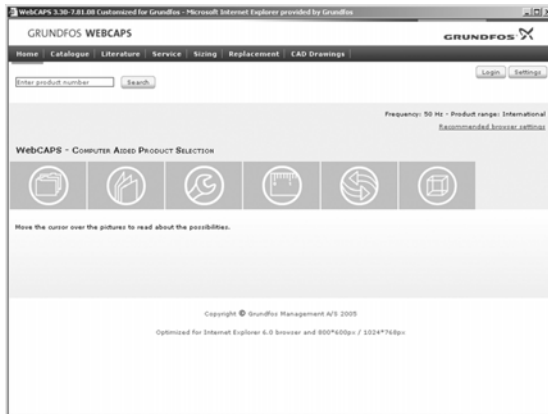 WebCAPS 3.30-7.81.08 Customized for Grundfos - Microsoft Internet Explorer provided by Grundfos
GRUNDFOS WEBCAPS
GRUNDFOS
Home Catalogue Literature Service Sizing Replacement CAD Drawings
Login Settings
Enter product number Search
Frequency: 50 Hz - Product range: International
Recommended browser settings
WebCAPS - Computer Aided Product Selection
Move the cursor over the pictures to read about the possibilities.
Copyright © Grundfos Management A/S 2005
Optimized for Internet Explorer 6.0 browser and 800*600px / 1024*768px